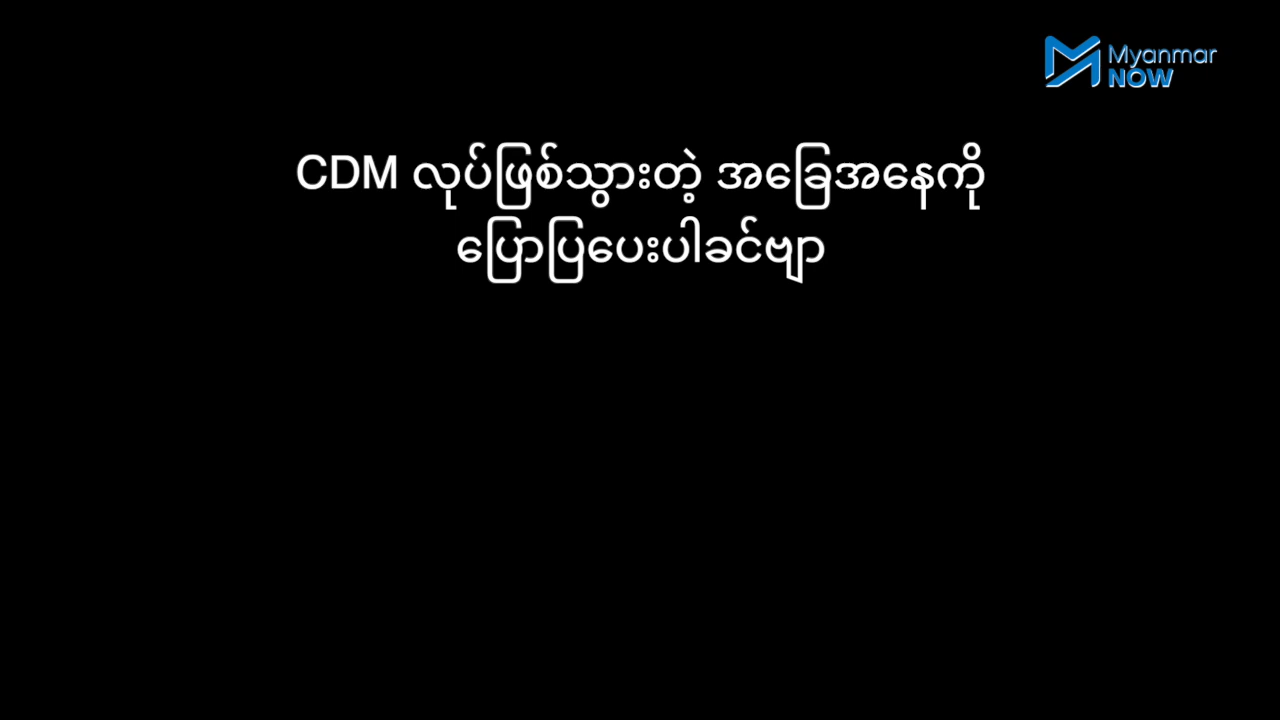 Myanmar
NOW
CDM လုပ်ဖြစ်သွားတဲ့ အခြေအနေကို
ပြောပြပေးပါခင်ဗျာ